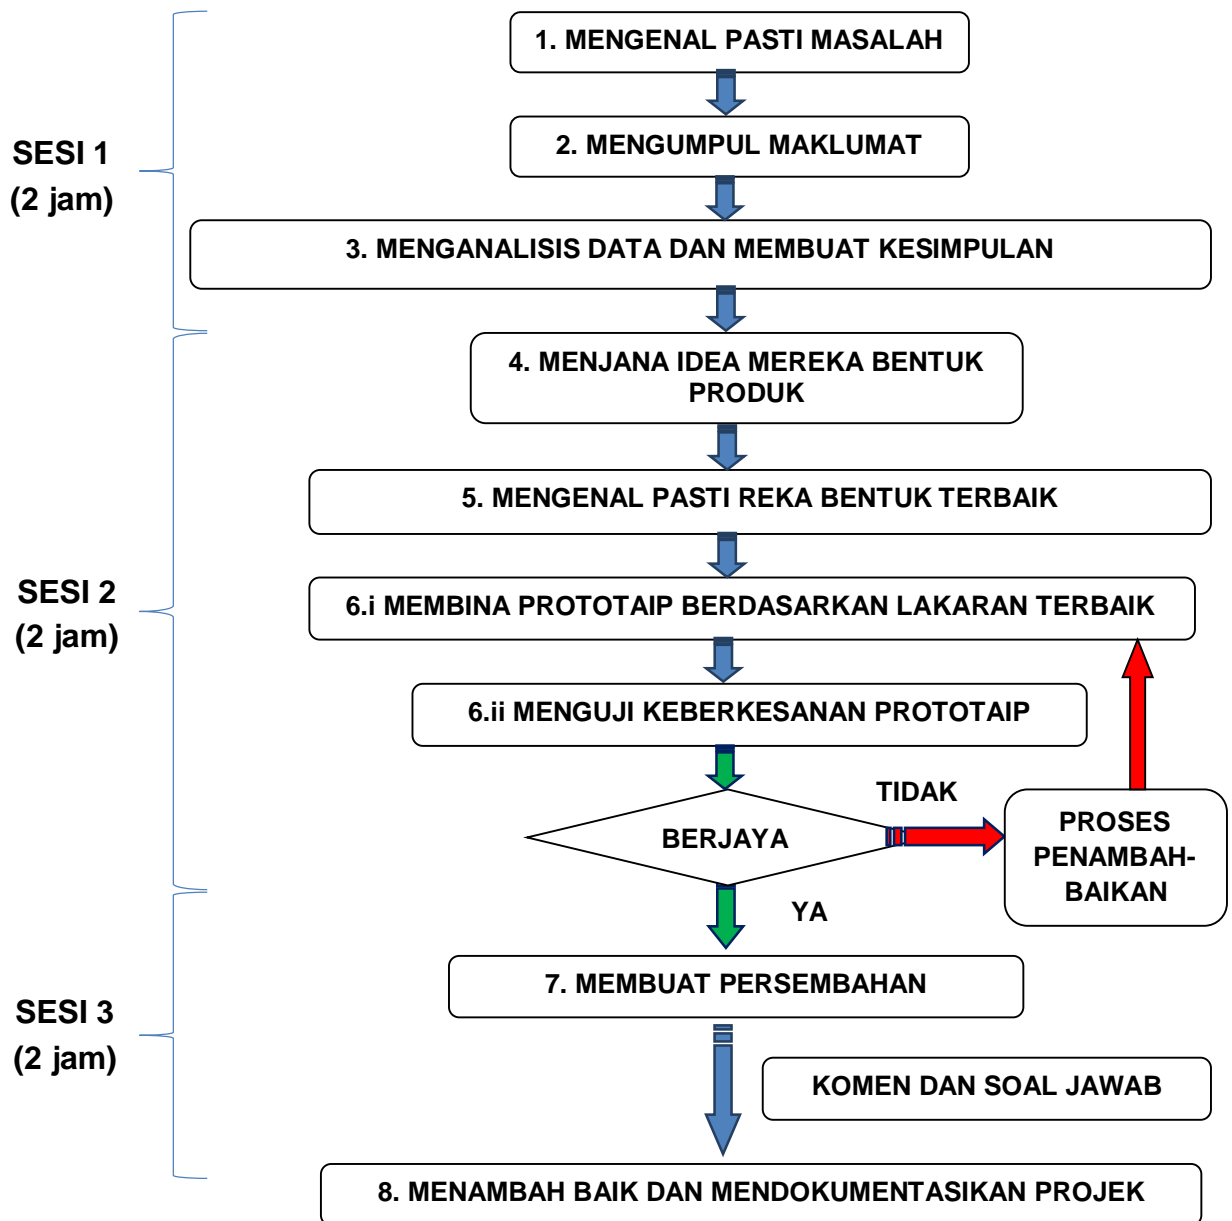 1. MENGENAL PASTI MASALAH
2. MENGUMPUL MAKLUMAT
SESI 1
(2 jam)
3. MENGANALISIS DATA DAN MEMBUAT KESIMPULAN
4. MENJANA IDEA MEREKA BENTUK
PRODUK
5. MENGENAL PASTI REKA BENTUK TERBAIK
SESI 2
(2 jam)
6.i MEMBINA PROTOTAIP BERDASARKAN LAKARAN TERBAIK
6.ii MENGUJI KEBERKESANAN PROTOTAIP
TIDAK
BERJAYA
PROSES
PENAMBAH-
BAIKAN
YA
7. MEMBUAT PERSEMBAHAN
SESI 3
(2 jam)
KOMEN DAN SOAL JAWAB
8. MENAMBAH BAIK DAN MENDOKUMENTASIKAN PROJEK